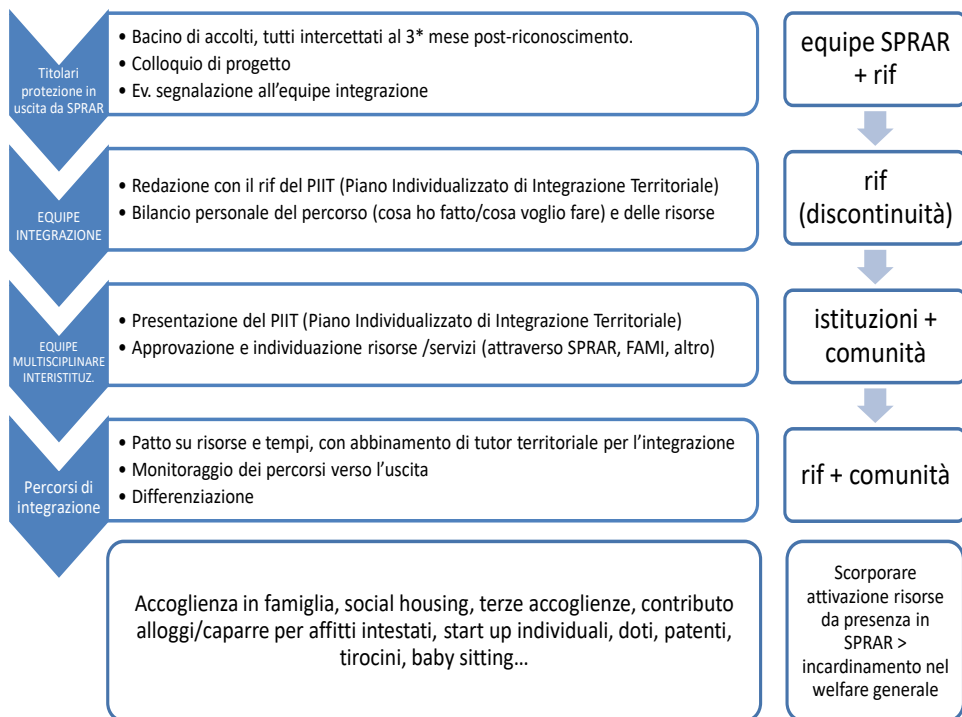 Titolari
protezione in
uscita da SPRAR
• Bacino di accolti, tutti intercettati al 3* mese post-riconoscimento.
• Colloquio di progetto
• Ev. segnalazione all'equipe integrazione
equipe SPRAR
+ rif
EQUIPE
INTEGRAZIONE
• Redazione con il rif del PIIT (Piano Individualizzato di Integrazione Territoriale)
• Bilancio personale del percorso (cosa ho fatto/cosa voglio fare) e delle risorse
rif
(discontinuità)
EQUIPE
MULTISCIPLINARE
INTERISTITUZ.
• Presentazione del PIIT (Piano Individualizzato di Integrazione Territoriale)
• Approvazione e individuazione risorse /servizi (attraverso SPRAR, FAMI, altro)
istituzioni +
comunità
Percorsi di
integrazione
• Patto su risorse e tempi, con abbinamento di tutor territoriale per l'integrazione
• Monitoraggio dei percorsi verso l'uscita
• Differenziazione
rif + comunità
Accoglienza in famiglia, social housing, terze accoglienze, contributo
alloggi/caparre per affitti intestati, start up individuali, doti, patenti,
tirocini, baby sitting…
Scorporare
attivazione risorse
da presenza in
SPRAR >
incardinamento nel
welfare generale